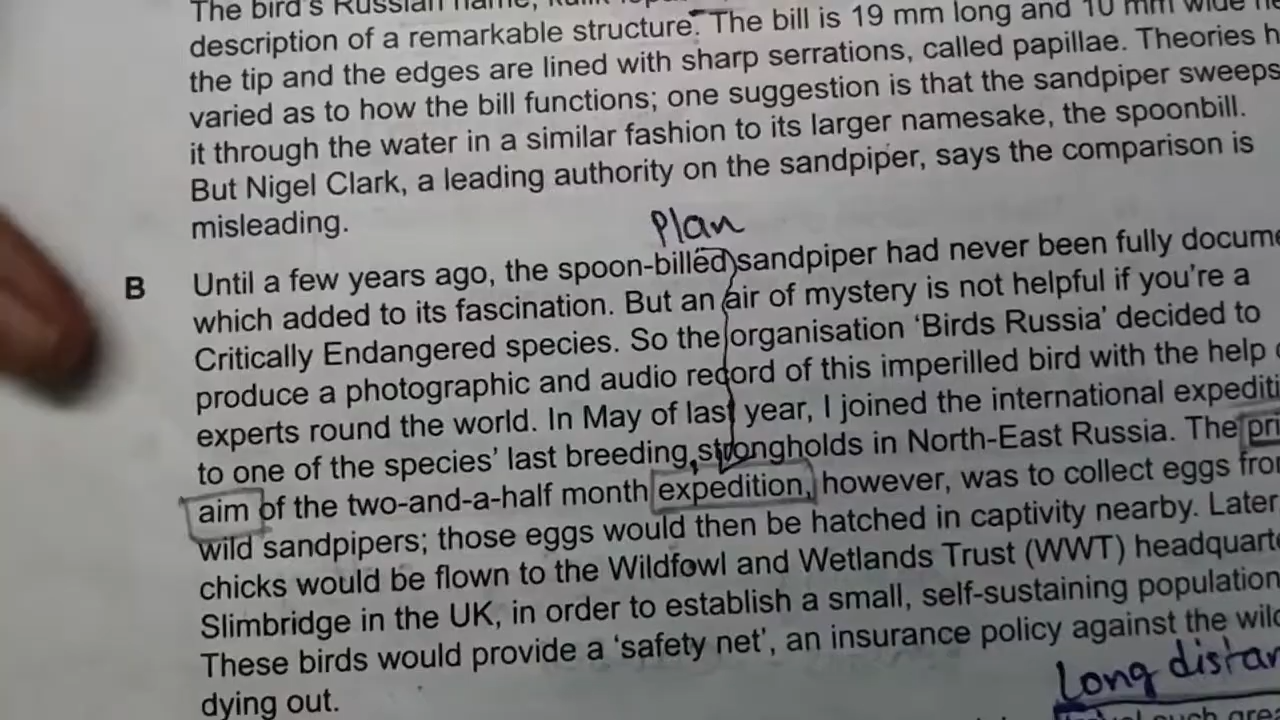 The bird's Russian name,
description of a remarkable structure. The bill is 19 mm long and 10 mm wide
the tip and the edges are lined with sharp serrations, called papillae. Theories
varied as to how the bill functions; one suggestion is that the sandpiper sweeps
it through the water in a similar fashion to its larger namesake, the spoonbill.
But Nigel Clark, a leading authority on the sandpiper, says the comparison is
misleading.
Plan
B Until a few years ago, the spoon-billed sandpiper had never been fully docume
which added to its fascination. But an air of mystery is not helpful if you're a
Critically Endangered species. So the organisation 'Birds Russia' decided to
produce a photographic and audio record of this imperilled bird with the help
experts round the world. In May of last year, I joined the international expediti
to one of the species' last breeding strongholds in North-East Russia. The pri
aim of the two-and-a-half month expedition, however, was to collect eggs fro
wild sandpipers; those eggs would then be hatched in captivity nearby. Later
chicks would be flown to the Wildfowl and Wetlands Trust (WWT) headquarte
Slimbridge in the UK, in order to establish a small, self-sustaining population
These birds would provide a 'safety net', an insurance policy against the wild
dying out.
Long distan